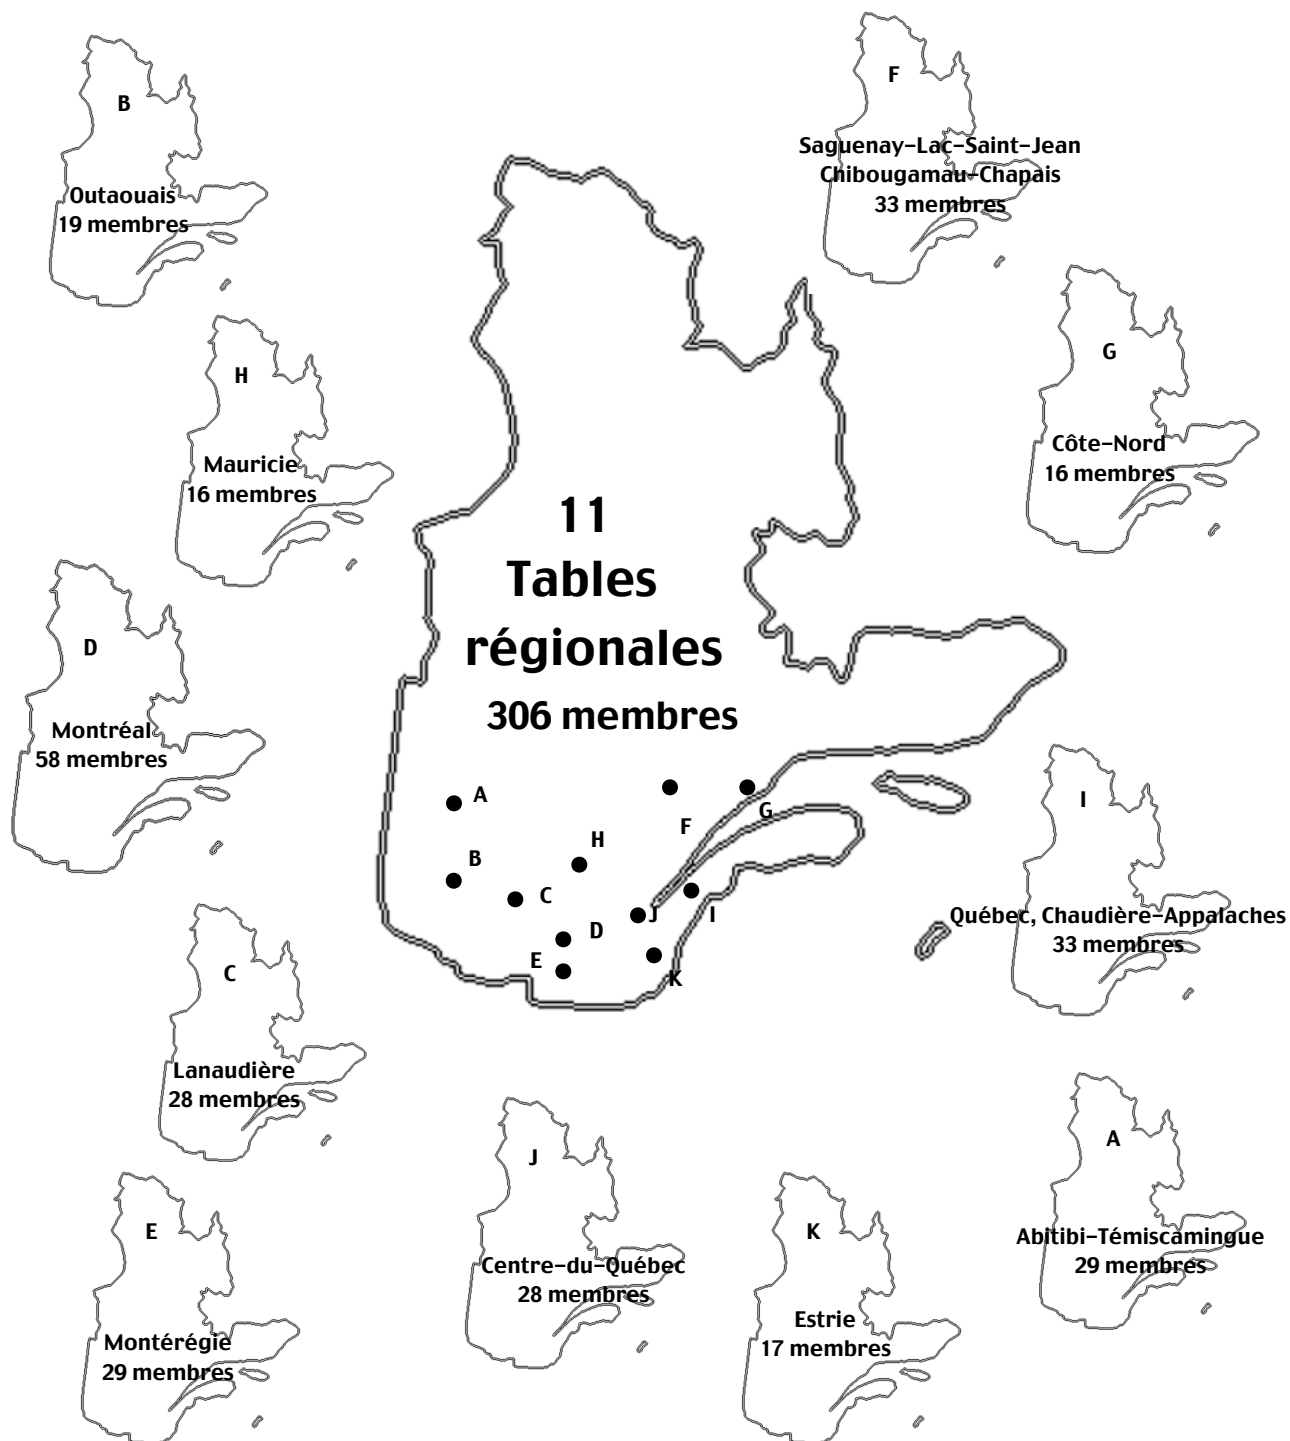 B
Outaouais
19 membres
F
Saguenay–Lac–Saint–Jean
Chibougamau–Chapais
33 membres
H
Mauricie
16 membres
G
Côte–Nord
16 membres
11
Tables
régionales
306 membres
D
Montréal
58 membres
A
B
C
H
F
G
D
E
J
I
K
I
Québec, Chaudière–Appalaches
33 membres
C
Lanaudière
28 membres
J
Centre–du–Québec
28 membres
A
Abitibi–Témiscamingue
29 membres
E
Montérégie
29 membres
K
Estrie
17 membres